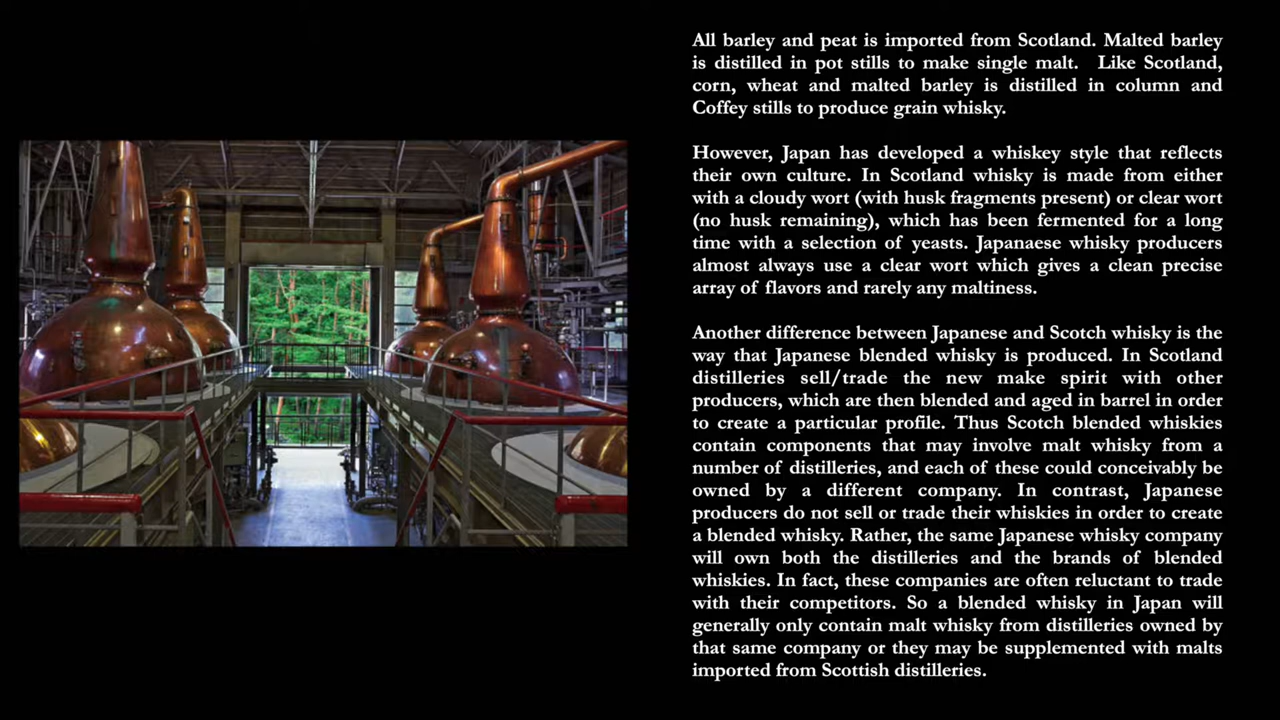 All barley and peat is imported from Scotland. Malted barley
is distilled in pot stills to make single malt. Like Scotland,
corn, wheat and malted barley is distilled in column and
Coffey stills to produce grain whisky.
However, Japan has developed a whiskey style that reflects
their own culture. In Scotland whisky is made from either
with a cloudy wort (with husk fragments present) or clear wort
(no husk remaining), which has been fermented for a long
time with a selection of yeasts. Japanaese whisky producers
almost always use a clear wort which gives a clean precise
array of flavors and rarely any maltiness.
Another difference between Japanese and Scotch whisky is the
way that Japanese blended whisky is produced. In Scotland
distilleries sell/trade the new make spirit with other
producers, which are then blended and aged in barrel in order
to create a particular profile. Thus Scotch blended whiskies
contain components that may involve malt whisky from a
number of distilleries, and each of these could conceivably be
owned by a different company. In contrast, Japanese
producers do not sell or trade their whiskies in order to create
a blended whisky. Rather, the same Japanese whisky company
will own both the distilleries and the brands of blended
whiskies. In fact, these companies are often reluctant to trade
with their competitors. So a blended whisky in Japan will
generally only contain malt whisky from distilleries owned by
that same company or they may be supplemented with malts
imported from Scottish distilleries.